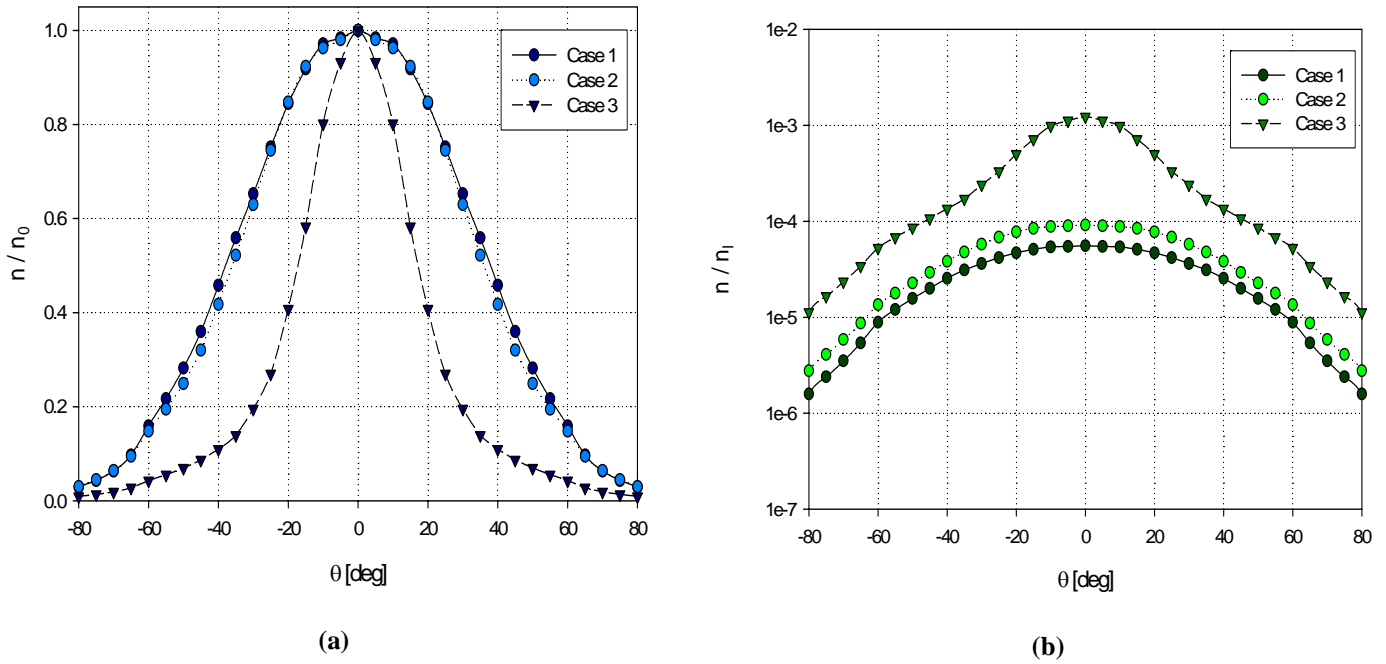 1.0
0.8
0.6
0.4
0.2
0.0
n / n0
-80 -60 -40 -20 0 20 40 60 80
θ [deg]
Case 1
Case 2
Case 3
(a)
1e-2
1e-3
1e-4
1e-5
1e-6
1e-7
n / nI
-80 -60 -40 -20 0 20 40 60 80
θ [deg]
Case 1
Case 2
Case 3
(b)